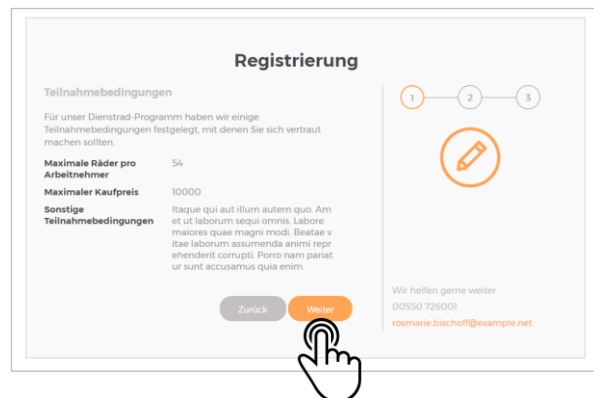 Registrierung
Teilnahmebedingungen
Für unser Dienstrad-Programm haben wir einige
Teilnahmebedingungen festgelegt, mit denen Sie sich vertraut
machen sollten.
Maximale Räder pro
Arbeitnehmer
54
Maximaler Kaufpreis
10000
Sonstige
Teilnahmebedingungen
Itaque qui aut illum autem quo. Am
et ut laborum sequi omnis. Labore
maiores quae magni modi. Beatae v
itae laborum assumenda animi repr
ehenderit corrupti. Porro nam pariat
ur sunt accusamus quia enim.
Zurück
Weiter
1
2
3
Wir helfen gerne weiter
00550 726001
rosmarie.bischoff@example.net